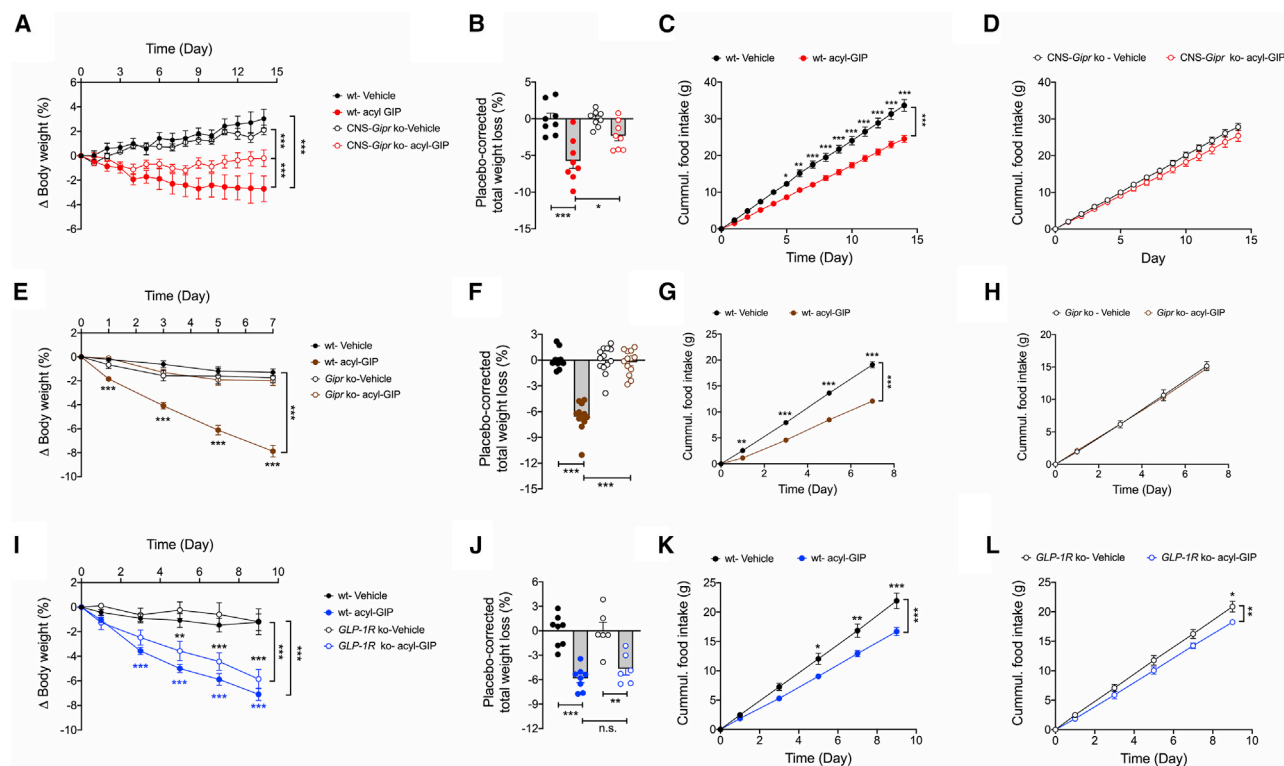 A
Time (Day)
0 3 6 9 12 15
Δ Body weight (%)
6
4
2
0
-2
-4
-6
wt- Vehicle
wt- acyl GIP
CNS-Gipr ko-Vehicle
CNS-Gipr ko- acyl-GIP
***
***
***
B
Placebo-corrected
total weight loss (%)
5
0
-5
-10
-15
***
*
C
wt- Vehicle wt- acyl-GIP
Cummul. food intake (g)
40
30
20
10
0
* ** *** *** *** *** *** *** *** ***
***
0 5 10 15
Time (Day)
D
CNS-Gipr ko - Vehicle CNS-Gipr ko- acyl-GIP
Cummul. food intake (g)
40
30
20
10
0
0 5 10 15
Day
E
Time (Day)
0 1 2 3 4 5 6 7
Δ Body weight (%)
2
0
-2
-4
-6
-8
-10
wt- Vehicle
wt- acyl-GIP
Gipr ko-Vehicle
Gipr ko- acyl-GIP
*** *** *** ***
***
F
Placebo-corrected
total weight loss (%)
3
0
-3
-6
-9
-12
-15
***
***
G
wt- Vehicle wt- acyl-GIP
Cummul. food intake (g)
25
20
15
10
5
0
** *** *** ***
***
0 2 4 6 8
Time (Day)
H
Gipr ko - Vehicle Gipr ko- acyl-GIP
Cummul. food intake (g)
20
15
10
5
0
0 2 4 6 8
Time (Day)
I
Time (Day)
0 2 4 6 8 10
Δ Body weight (%)
2
0
-2
-4
-6
-8
-10
wt- Vehicle
wt- acyl-GIP
GLP-1R ko-Vehicle
GLP-1R ko- acyl-GIP
** *** ***
*** *** *** ***
***
***
J
Placebo-corrected
total weight loss (%)
6
3
0
-3
-6
-9
-12
**
***
n.s.
K
wt- Vehicle wt- acyl-GIP
Cummul. food intake (g)
25
20
15
10
5
0
* ** ***
***
0 2 4 6 8 10
Time (Day)
L
GLP-1R ko- Vehicle GLP-1R ko- acyl-GIP
Cummul. food intake (g)
25
20
15
10
5
0
*
**
0 2 4 6 8 10
Time (Day)